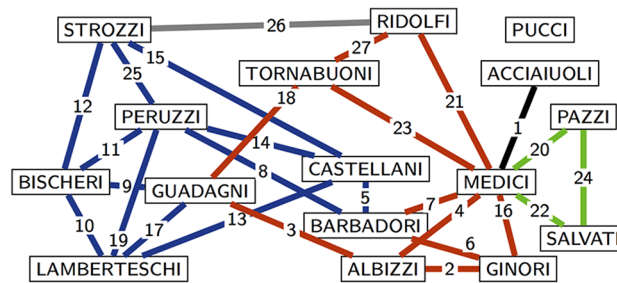 STROZZI
26
RIDOLFI
PUCCI
15
27
25
TORNABUONI
ACCIAIUOLI
12
18
21
PERUZZI
PAZZI
23
1
14
20
11
8
CASTELLANI
24
BISCHERI
9
GUADAGNI
MEDICI
5
7
10
13
BARBADORI
4
16
22
19
17
3
SALVATI
6
LAMBERTESCHI
ALBIZZI
2
GINORI